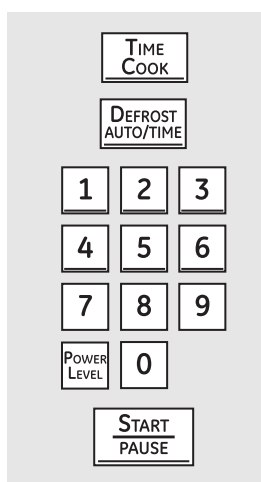 TIME
COOK
DEFROST
AUTO/TIME
1 2 3
4 5 6
7 8 9
POWER
LEVEL
0
START
PAUSE